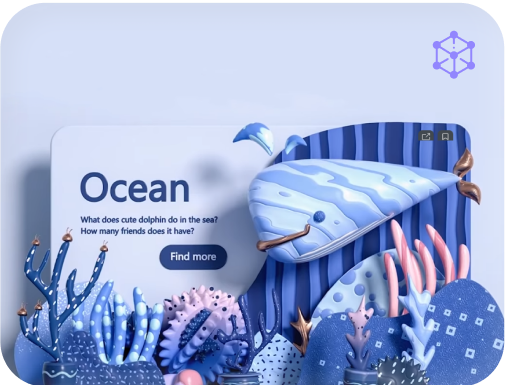 Ocean
What does cute dolphin do in the sea?
How many friends does it have?
Find more